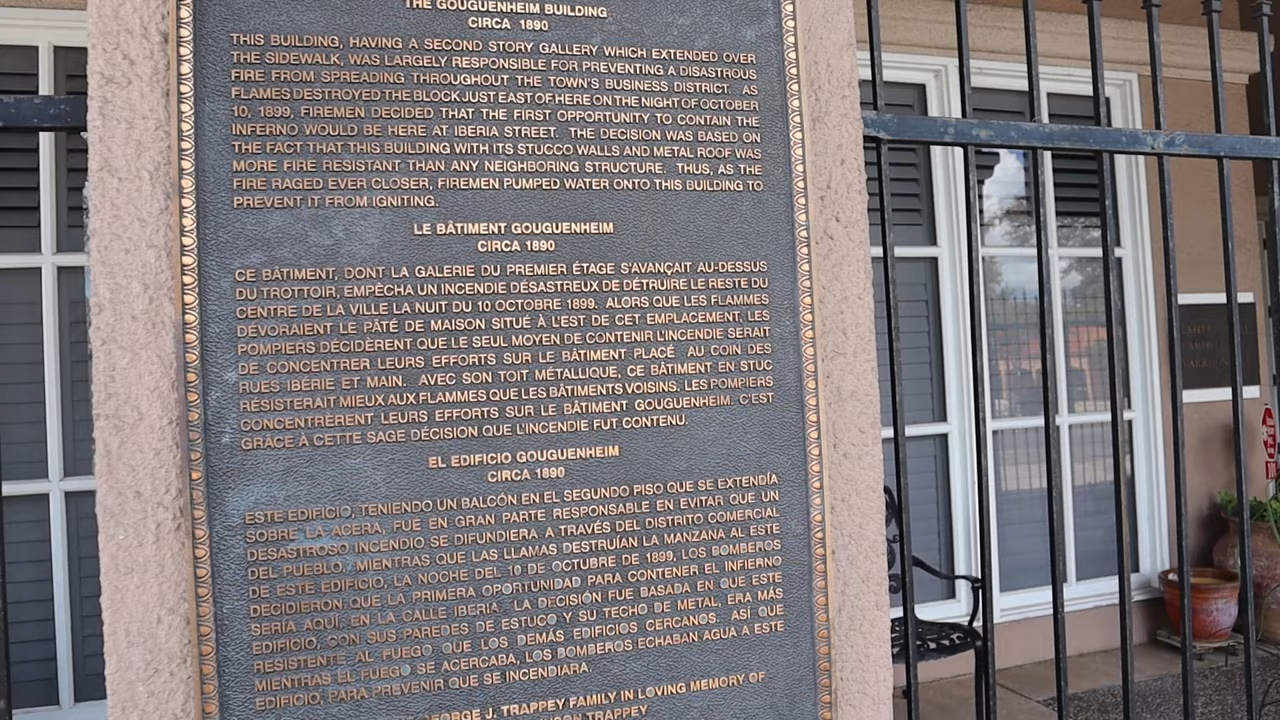 THE GOUGUENHEIM BUILDING
CIRCA 1890
THIS BUILDING, HAVING A SECOND STORY GALLERY WHICH EXTENDED OVER
THE SIDEWALK, WAS LARGELY RESPONSIBLE FOR PREVENTING A DISASTROUS
FIRE FROM SPREADING THROUGHOUT THE TOWN'S BUSINESS DISTRICT. AS
FLAMES DESTROYED THE BLOCK JUST EAST OF HERE ON THE NIGHT OF OCTOBER
10, 1899, FIREMEN DECIDED THAT THE FIRST OPPORTUNITY TO CONTAIN THE
INFERNO WOULD BE HERE AT IBERIA STREET. THE DECISION WAS BASED ON
THE FACT THAT THIS BUILDING WITH ITS STUCCO WALLS AND METAL ROOF WAS
MORE FIRE RESISTANT THAN ANY NEIGHBORING STRUCTURE. THUS, AS THE
FIRE RAGED EVER CLOSER, FIREMEN PUMPED WATER ONTO THIS BUILDING TO
PREVENT IT FROM IGNITING.
LE BÂTIMENT GOUGUENHEIM
CIRCA 1890
CE BÂTIMENT, DONT LA GALERIE DU PREMIER ÉTAGE S'AVANÇAIT AU-DESSUS
DU TROTTOIR, EMPÊCHA UN INCENDIE DÉSASTREUX DE DÉTRUIRE LE RESTE DU
CENTRE DE LA VILLE LA NUIT DU 10 OCTOBRE 1899. ALORS QUE LES FLAMMES
DÉVORAIENT LE PÂTÉ DE MAISON SITUÉ À L'EST DE CET EMPLACEMENT, LES
POMPIERS DÉCIDÈRENT QUE LE SEUL MOYEN DE CONTENIR L'INCENDIE SERAIT
DE CONCENTRER LEURS EFFORTS SUR LE BÂTIMENT PLACÉ AU COIN DES
RUES IBÉRIE ET MAIN. AVEC SON TOIT MÉTALLIQUE, CE BÂTIMENT EN STUC
RÉSISTERAIT MIEUX AUX FLAMMES QUE LES BÂTIMENTS VOISINS. LES POMPIERS
CONCENTRÈRENT LEURS EFFORTS SUR LE BÂTIMENT GOUGUENHEIM. C'EST
GRÂCE À CETTE SAGE DÉCISION QUE L'INCENDIE FUT CONTENU.
EL EDIFICIO GOUGUENHEIM
CIRCA 1890
ESTE EDIFICIO, TENIENDO UN BALCÓN EN EL SEGUNDO PISO QUE SE EXTENDÍA
SOBRE LA ACERA, FUE EN GRAN PARTE RESPONSABLE EN EVITAR QUE UN
DESASTROSO INCENDIO SE DIFUNDIERA A TRAVÉS DEL DISTRITO COMERCIAL
DEL PUEBLO. MIENTRAS QUE LAS LLAMAS DESTRUÍAN LA MANZANA AL ESTE
DE ESTE EDIFICIO, LA NOCHE DEL 10 DE OCTUBRE DE 1899, LOS BOMBEROS
DECIDIERON QUE LA PRIMERA OPORTUNIDAD PARA CONTENER EL INFIERNO
SERÍA AQUÍ, EN LA CALLE IBERIA. LA DECISIÓN FUE BASADA EN QUE ESTE
EDIFICIO, CON SUS PAREDES DE ESTUCO Y SU TECHO DE METAL, ERA MÁS
RESISTENTE AL FUEGO QUE LOS DEMÁS EDIFICIOS CERCANOS. ASÍ QUE
MIENTRAS EL FUEGO SE ACERCABA, LOS BOMBEROS ECHABAN AGUA A ESTE
EDIFICIO, PARA PREVENIR QUE SE INCENDIARA.
GEORGE J. TRAPPEY FAMILY IN LOVING MEMORY OF
TRAPPEY